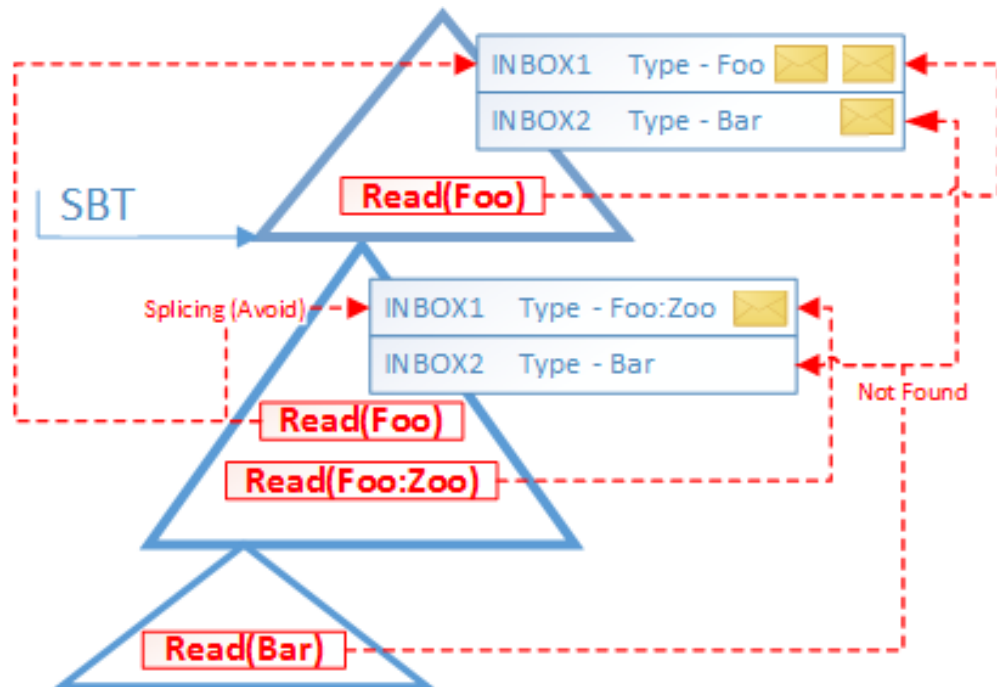 INBOX1 Type - Foo
INBOX2 Type - Bar
Read(Foo)
SBT
Splicing (Avoid)
INBOX1 Type - Foo:Zoo
INBOX2 Type - Bar
Not Found
Read(Foo)
Read(Foo:Zoo)
Read(Bar)